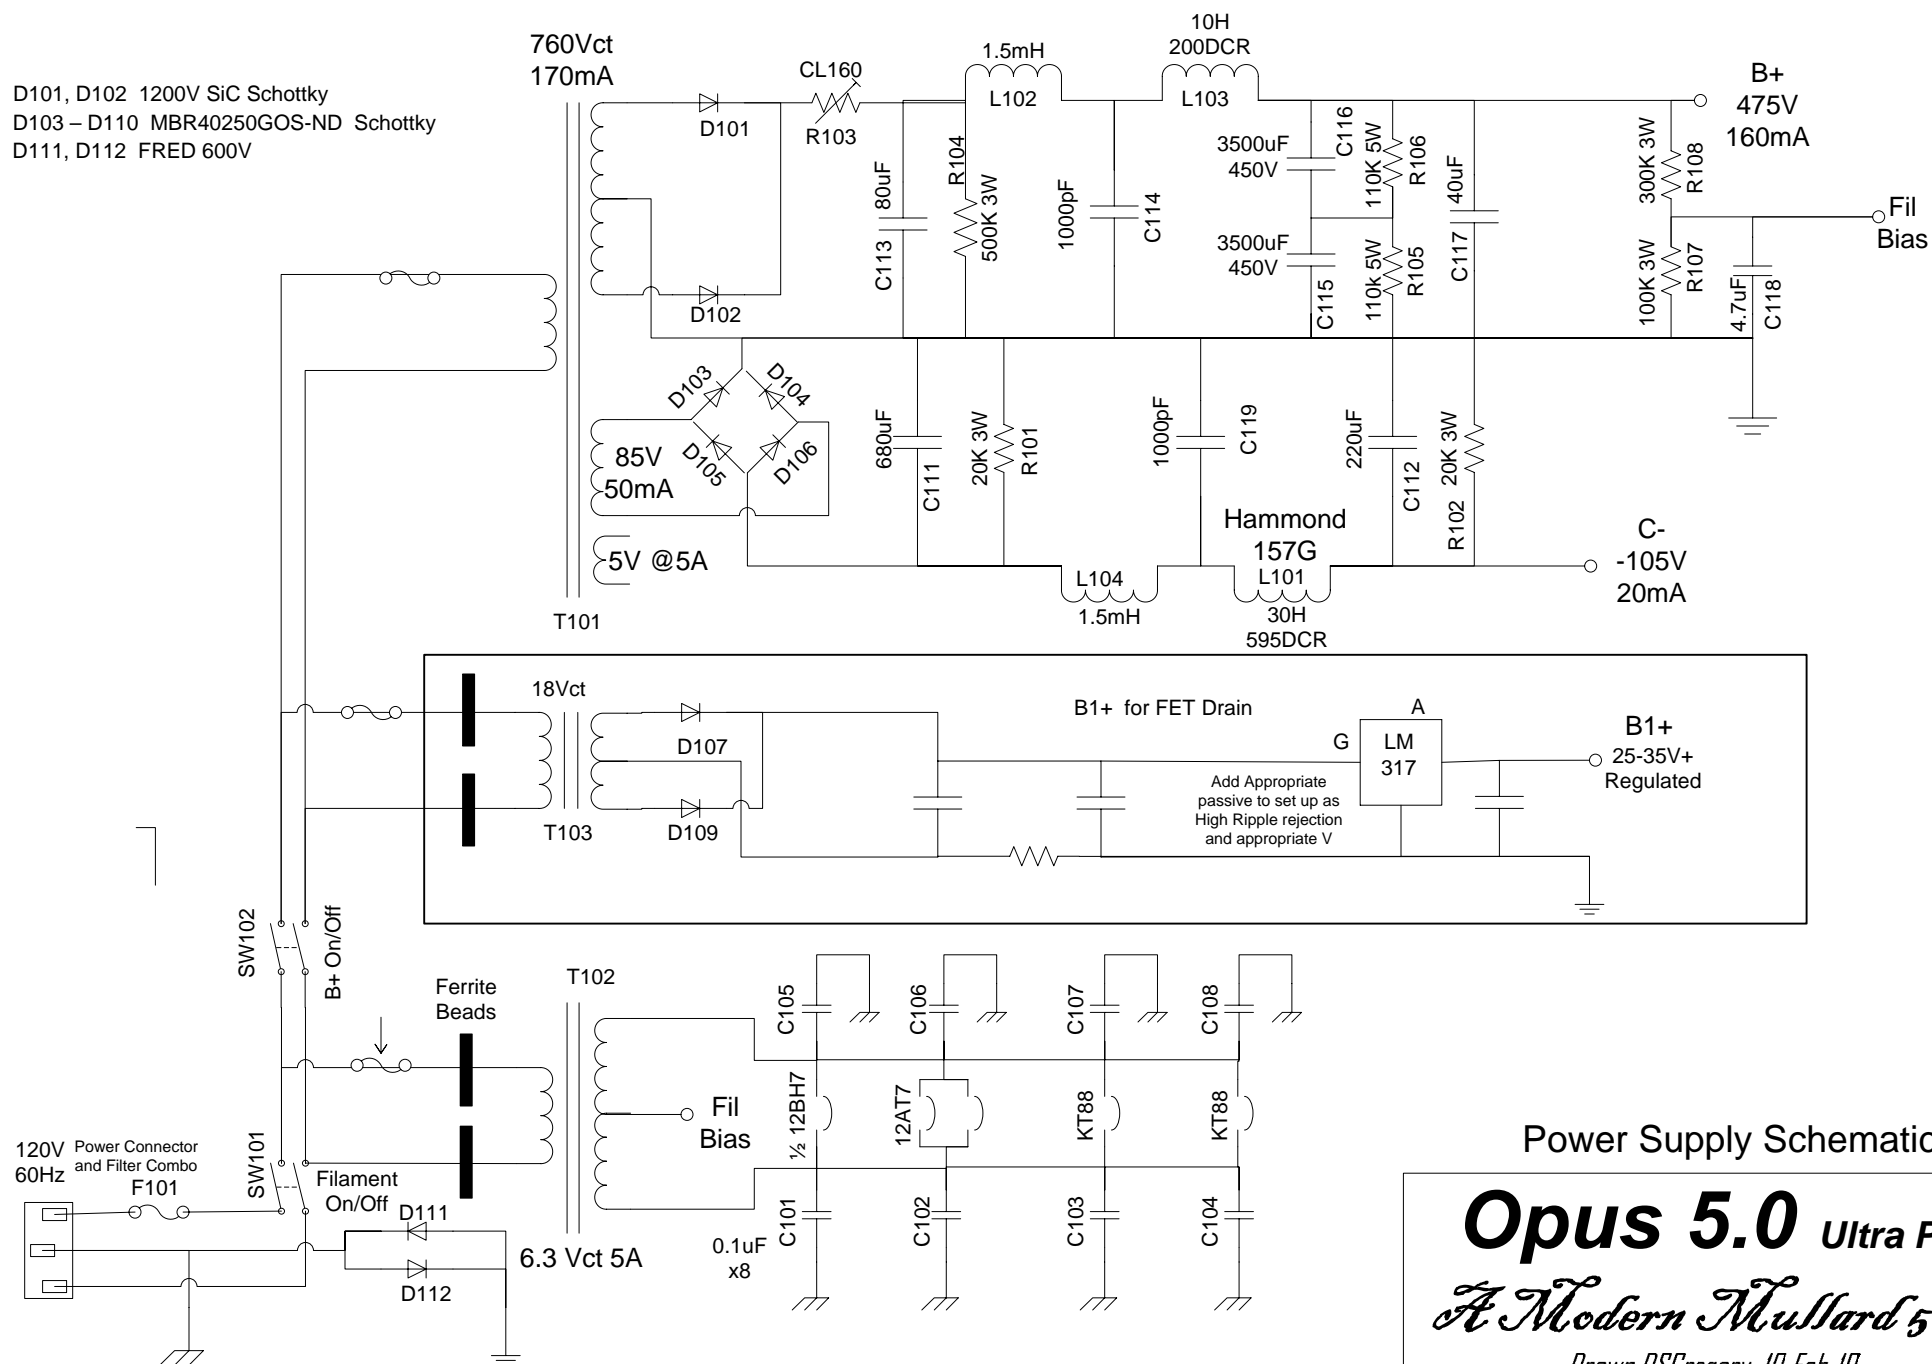 760Vct
170mA
D101, D102 1200V SiC Schottky
D103 – D110 MBR40250GOS-ND Schottky
D111, D112 FRED 600V
D101
CL160
R103
1.5mH
L102
10H
200DCR
L103
B+
475V
160mA
80uF
C113
R104
500K 3W
1000pF
C114
3500uF
450V
C116
3500uF
450V
C115
110K 5W
R106
110k 5W
R105
40uF
C117
300K 3W
R108
100K 3W
R107
4.7uF
C118
Fil
Bias
D102
D103
D104
D105
D106
85V
50mA
5V @5A
T101
680uF
C111
20K 3W
R101
1000pF
C119
220uF
C112
20K 3W
R102
Hammond
157G
L101
30H
595DCR
L104
1.5mH
C-
-105V
20mA
18Vct
T103
D107
D109
B1+ for FET Drain
Add Appropriate
passive to set up as
High Ripple rejection
and appropriate V
G
A
LM
317
B1+
25-35V+
Regulated
SW102
B+ On/Off
Ferrite
Beads
T102
C105
C106
C107
C108
½ 12BH7
12AT7
KT88
KT88
Fil
Bias
C101
C102
C103
C104
0.1uF
x8
6.3 Vct 5A
120V
60Hz
Power Connector
and Filter Combo
F101
SW101
Filament
On/Off
D111
D112
Power Supply Schematic
Opus 5.0 Ultra
A Modern Mullard 5
Drawn DSGregory 10 Feb 10